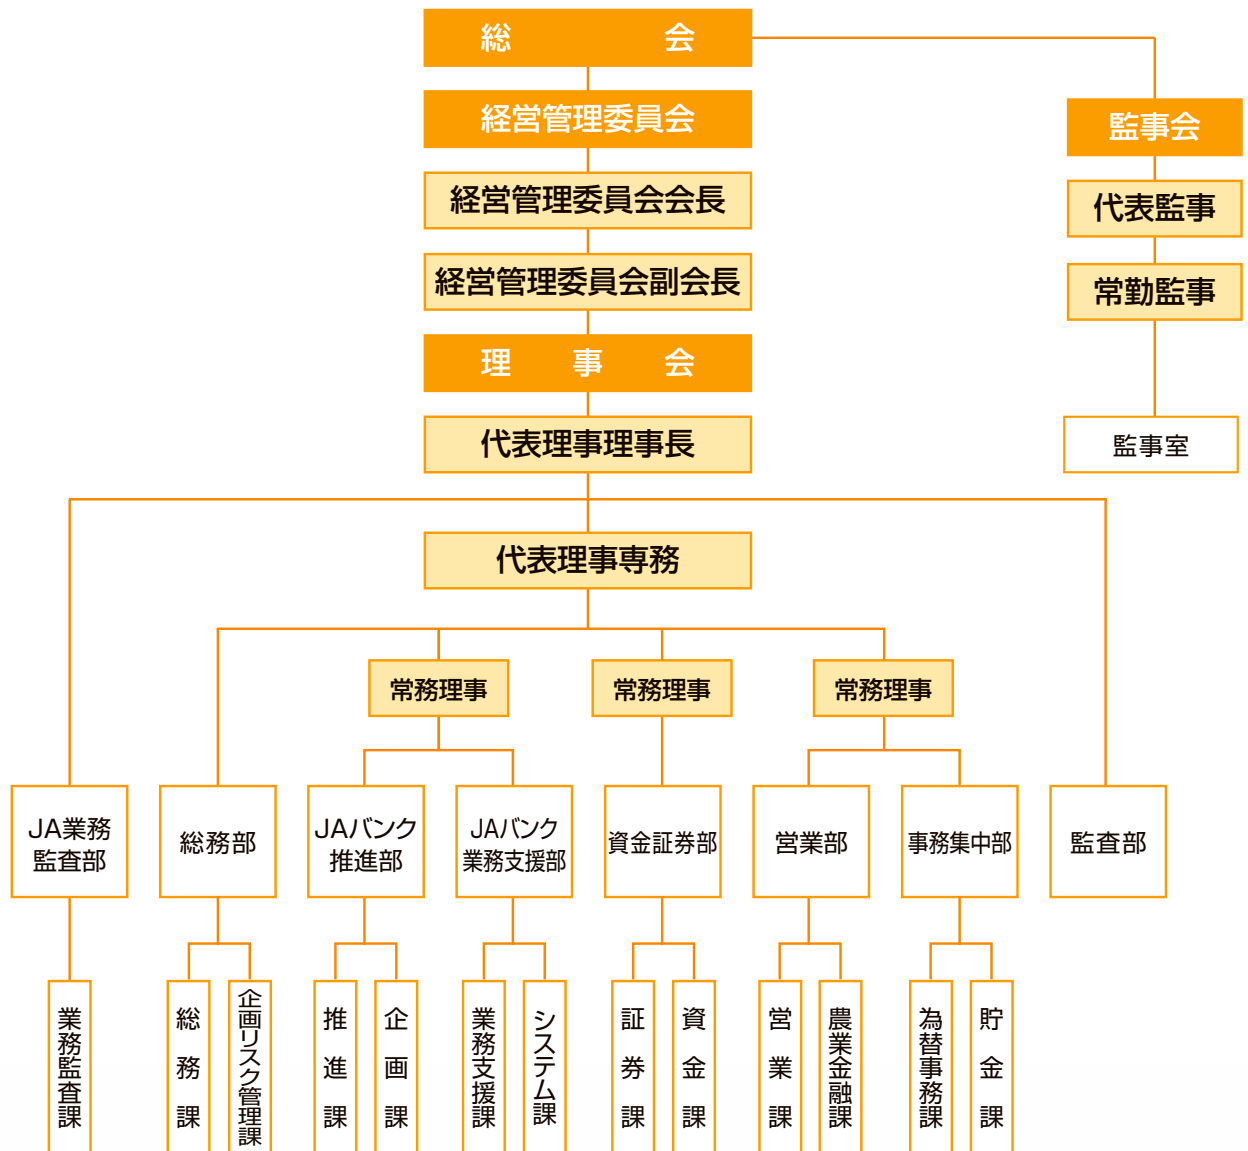 総会
経営管理委員会
監事会
経営管理委員会会長
代表監事
経営管理委員会副会長
常勤監事
理事会
代表理事理事長
監事室
代表理事専務
常務理事
常務理事
常務理事
JA業務
監査部
総務部
JAバンク
推進部
JAバンク
業務支援部
資金証券部
営業部
事務集中部
監査部
業務監査課
総務課
企画リスク管理課
推進課
企画課
業務支援課
システム課
証券課
資金課
営業課
農業金融課
為替事務課
貯金課